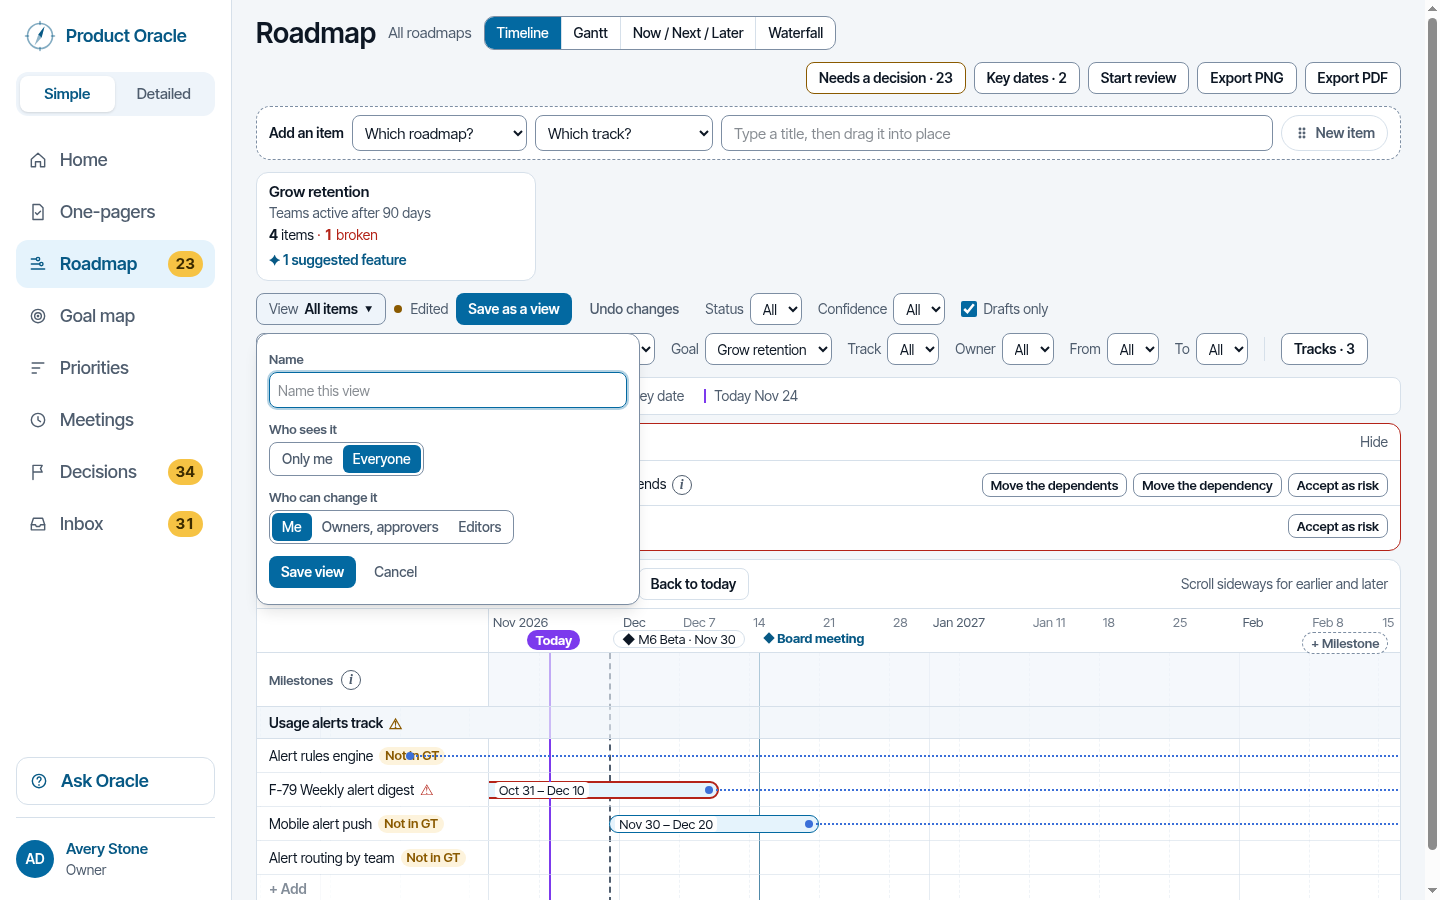 Product Oracle
Simple
Detailed
Home
One-pagers
Roadmap 23
Goal map
Priorities
Meetings
Decisions 34
Inbox 31
Ask Oracle
AD
Avery Stone
Owner
Roadmap All roadmaps Timeline Gantt Now / Next / Later Waterfall
Needs a decision · 23 Key dates · 2 Start review Export PNG Export PDF
Add an item Which roadmap? Which track? Type a title, then drag it into place New item
Grow retention
Teams active after 90 days
4 items · 1 broken
1 suggested feature
View All items Edited Save as a view Undo changes Status All Confidence All Drafts only
Goal Grow retention Track All Owner All From All To All Tracks · 3
Name
Name this view
Who sees it
Only me Everyone
Who can change it
Me Owners, approvers Editors
Save view Cancel
ey date Today Nov 24
Hide
ends i Move the dependents Move the dependency Accept as risk
Accept as risk
Back to today Scroll sideways for earlier and later
Nov 2026 Dec Dec 7 14 21 28 Jan 2027 Jan 11 18 25 Feb Feb 8 15
Today M6 Beta · Nov 30 Board meeting + Milestone
Milestones i
Usage alerts track
Alert rules engine Not in GT
F-79 Weekly alert digest Oct 31 – Dec 10
Mobile alert push Not in GT Nov 30 – Dec 20
Alert routing by team Not in GT
+ Add